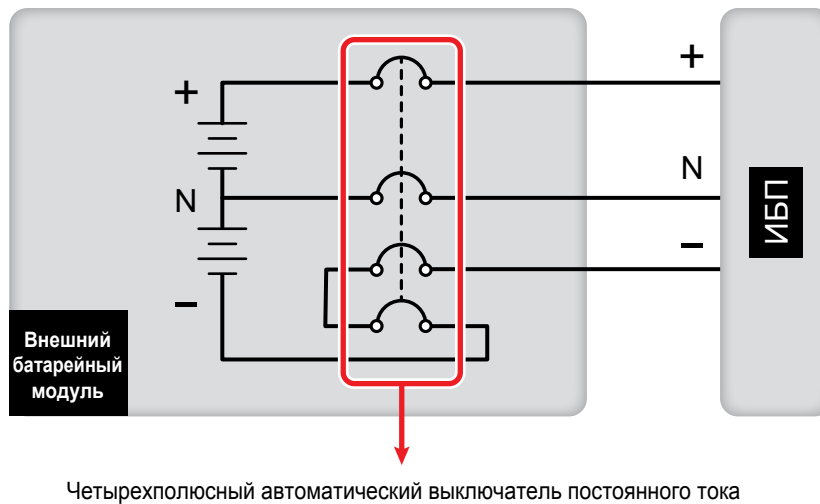 +
+
N
N
−
−
ИБП
Внешний
батарейный
модуль
Четырехполюсный автоматический выключатель постоянного тока